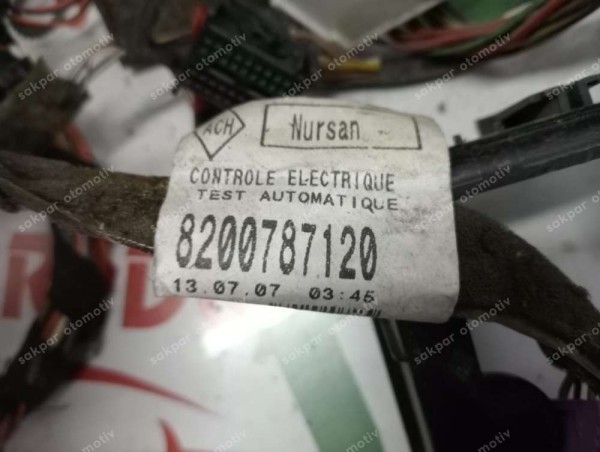 ACH
Nursan
CONTROLE ELECTRIQUE
TEST AUTOMATIQUE
8200787120
13.07.07 03:45
sakpar otomotiv